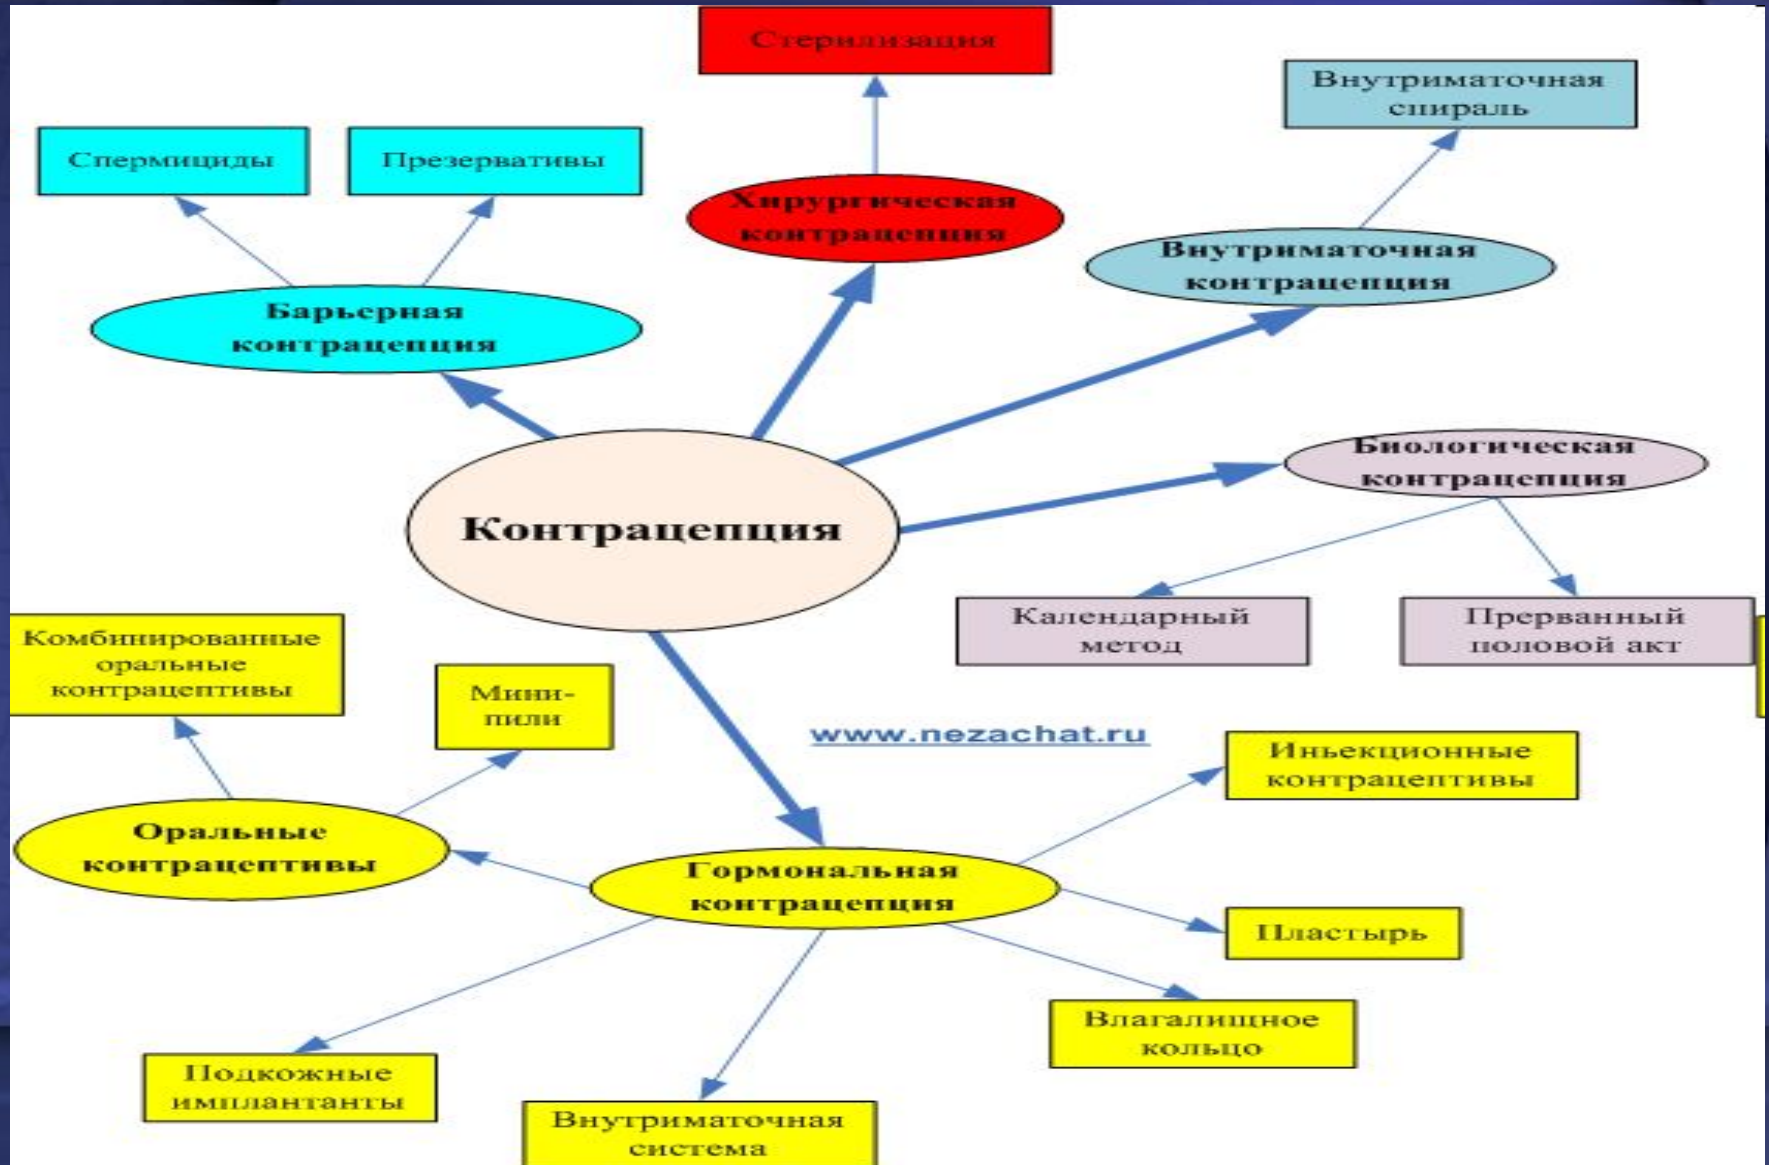 Стерилизация
Внутриматочная
спираль
Спермициды
Презервативы
Хирургическая
контрацепция
Внутриматочная
контрацепция
Барьерная
контрацепция
Биологическая
контрацепция
Контрацепция
Календарный
метод
Прерванный
половой акт
Комбинированные
оральные
контрацептивы
Мини-
пили
www.nezachat.ru
Иньекционные
контрацептивы
Оральные
контрацептивы
Гормональная
контрацепция
Пластырь
Влагалищное
кольцо
Подкожные
имплантанты
Внутриматочная
система